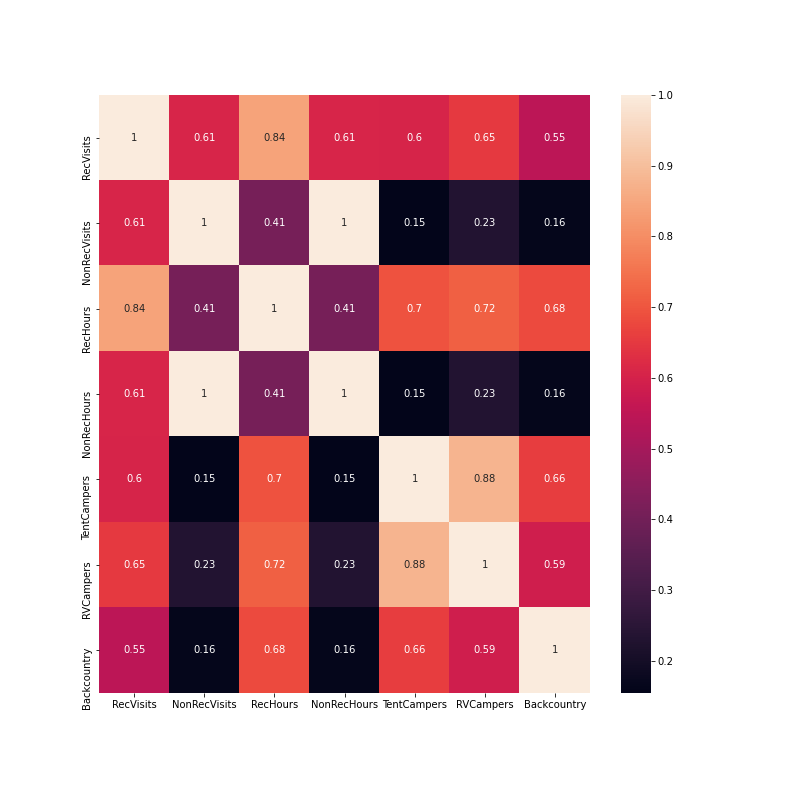 RecVisits 1 0.61 0.84 0.61 0.6 0.65 0.55
NonRecVisits 0.61 1 0.41 1 0.15 0.23 0.16
RecHours 0.84 0.41 1 0.41 0.7 0.72 0.68
NonRecHours 0.61 1 0.41 1 0.15 0.23 0.16
TentCampers 0.6 0.15 0.7 0.15 1 0.88 0.66
RVCampers 0.65 0.23 0.72 0.23 0.88 1 0.59
Backcountry 0.55 0.16 0.68 0.16 0.66 0.59 1
RecVisits NonRecVisits RecHours NonRecHours TentCampers RVCampers Backcountry
1.0
0.9
0.8
0.7
0.6
0.5
0.4
0.3
0.2